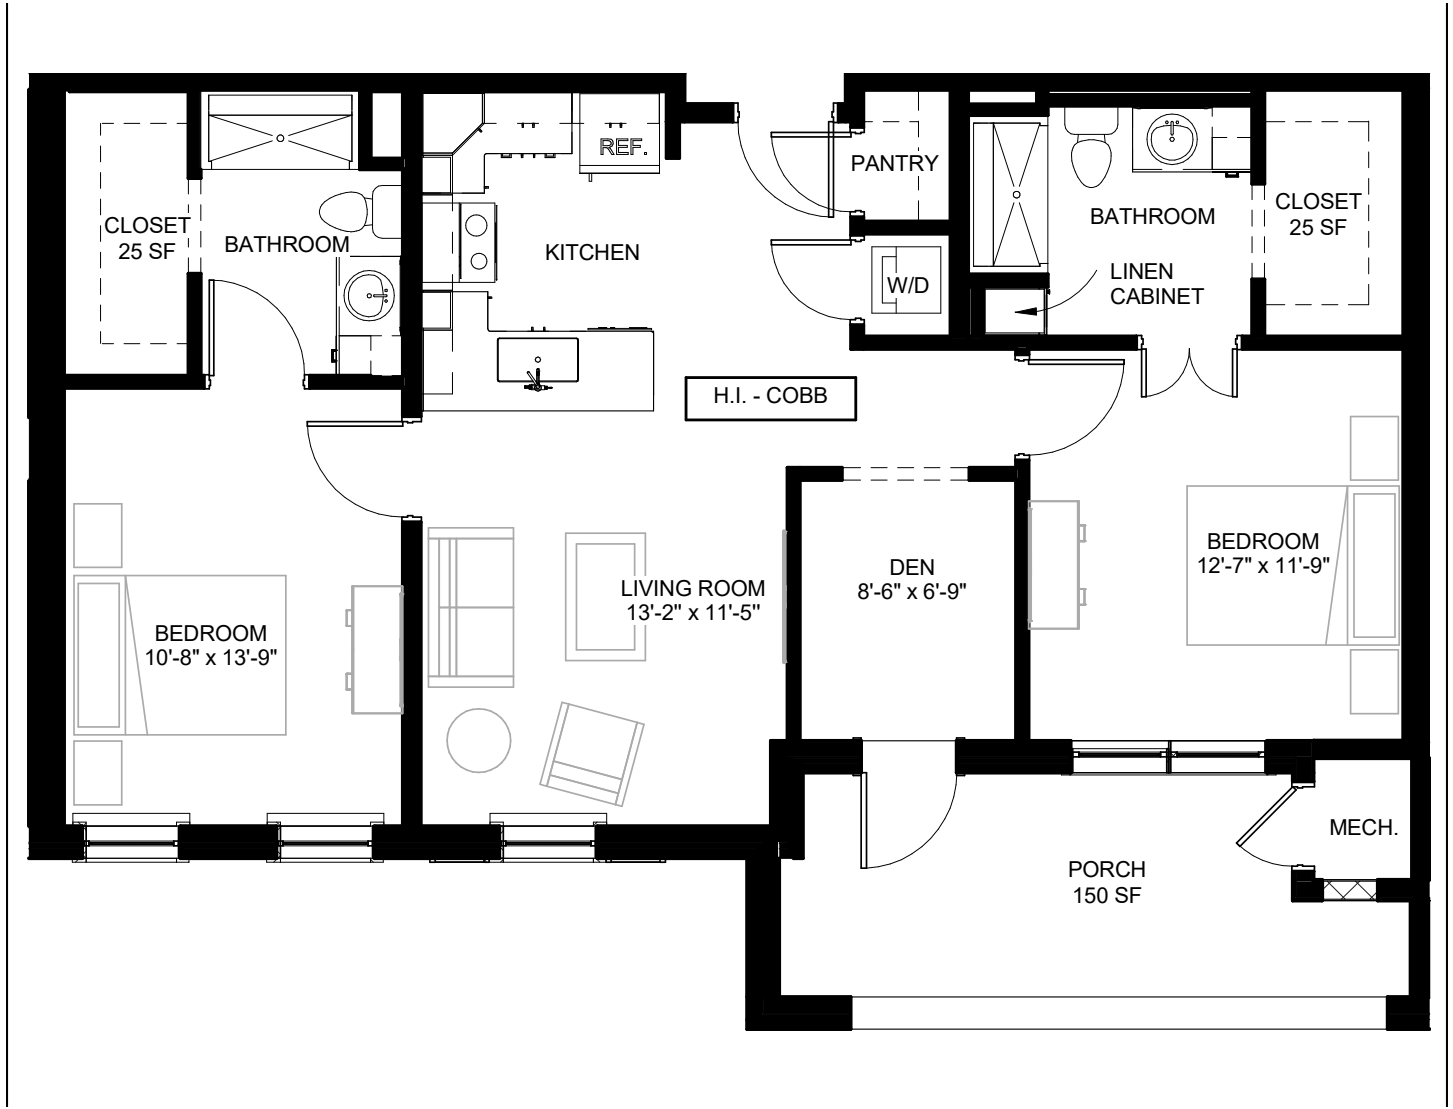 REF.
PANTRY
CLOSET
25 SF
BATHROOM
KITCHEN
W/D
BATHROOM
CLOSET
25 SF
LINEN
CABINET
H.I. - COBB
BEDROOM
10'-8" x 13'-9"
LIVING ROOM
13'-2" x 11'-5"
DEN
8'-6" x 6'-9"
BEDROOM
12'-7" x 11'-9"
MECH.
PORCH
150 SF